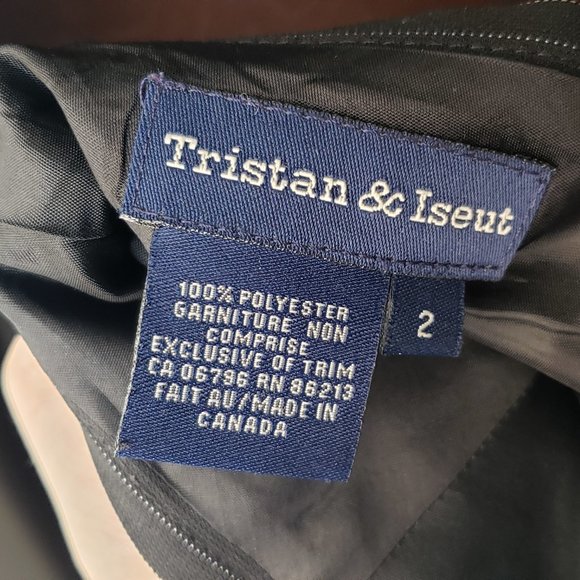 Tristan & Iseut
2
100% POLYESTER
GARNITURE NON
COMPRISE
EXCLUSIVE OF TRIM
CA 06796 RN 86213
FAIT AU/MADE IN
CANADA